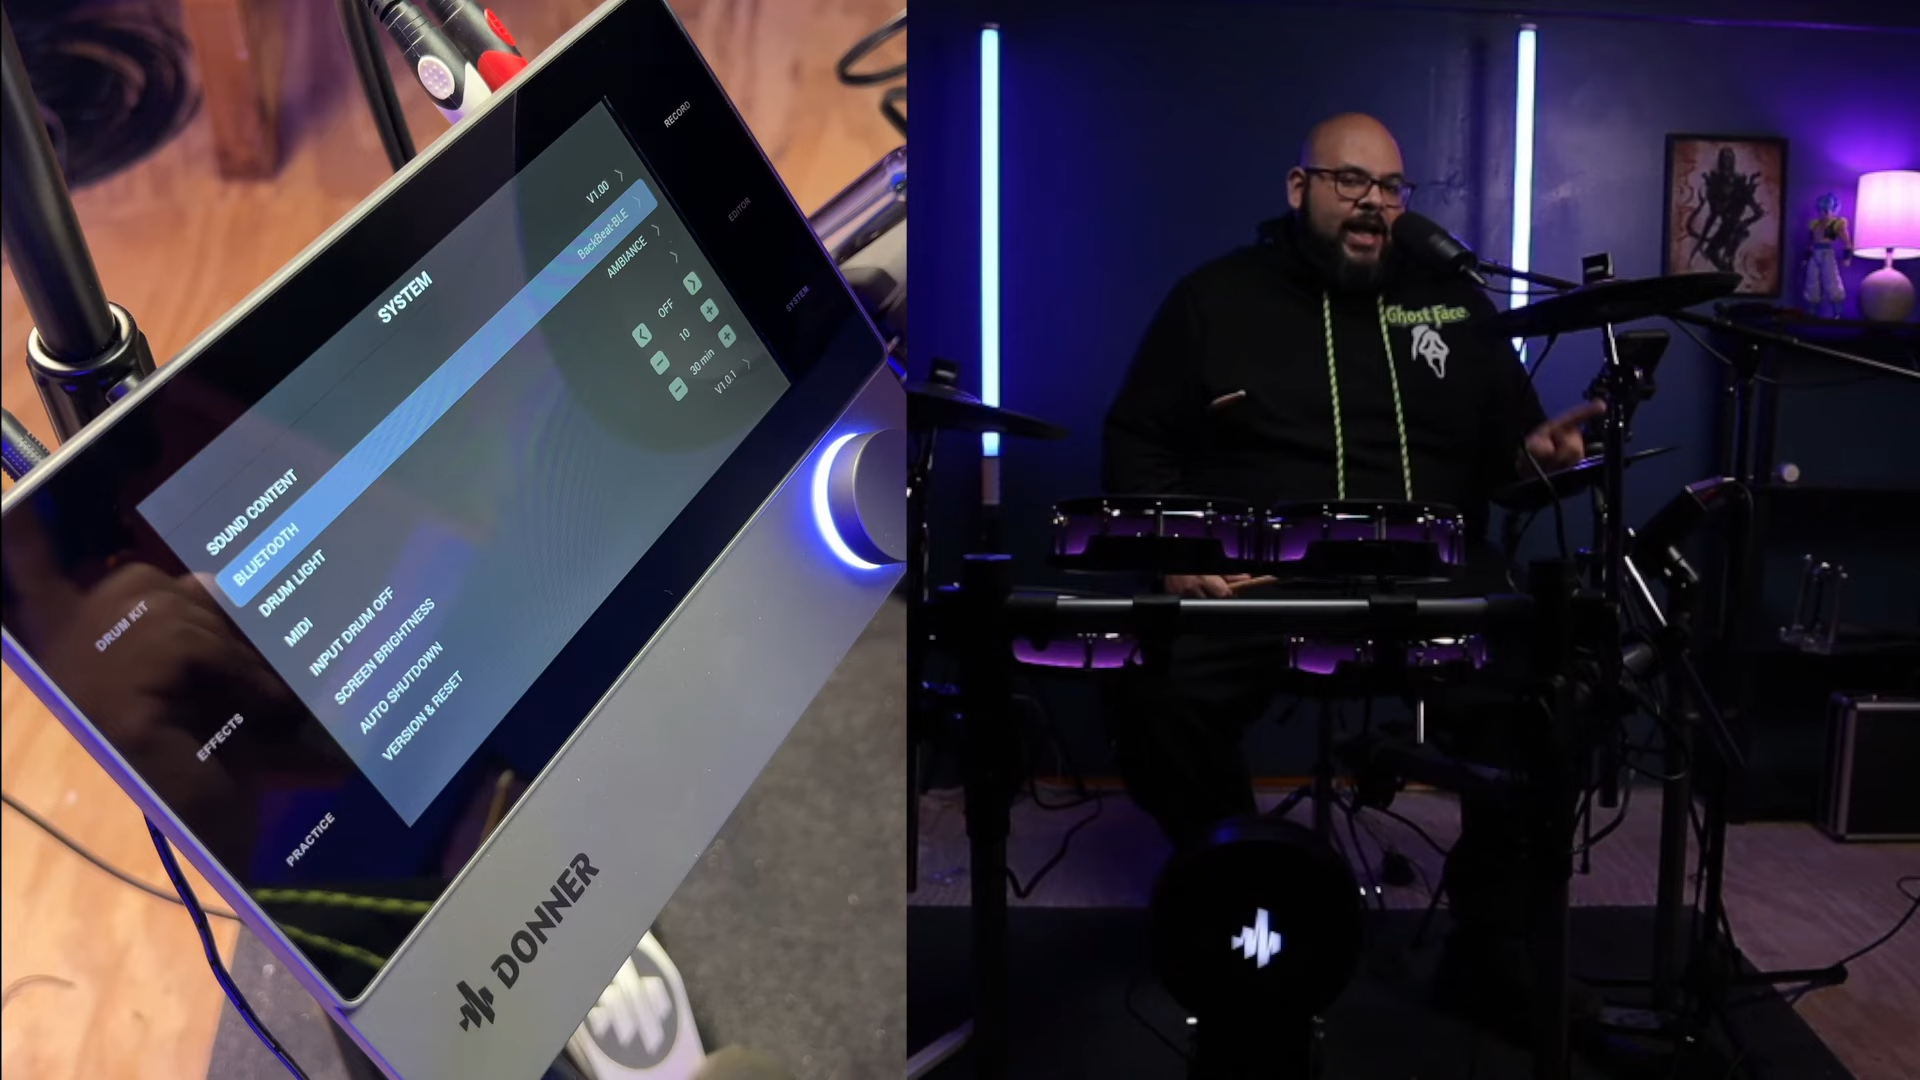 RECORD
EDITOR
SYSTEM
SYSTEM
SOUND CONTENT V1.00
BLUETOOTH BackBeat-BLE
DRUM LIGHT AMBIANCE
MIDI
INPUT DRUM OFF OFF
SCREEN BRIGHTNESS 10
AUTO SHUTDOWN 30 min
VERSION & RESET V1.0.1
DRUM KIT
EFFECTS
PRACTICE
DONNER
Ghost Face